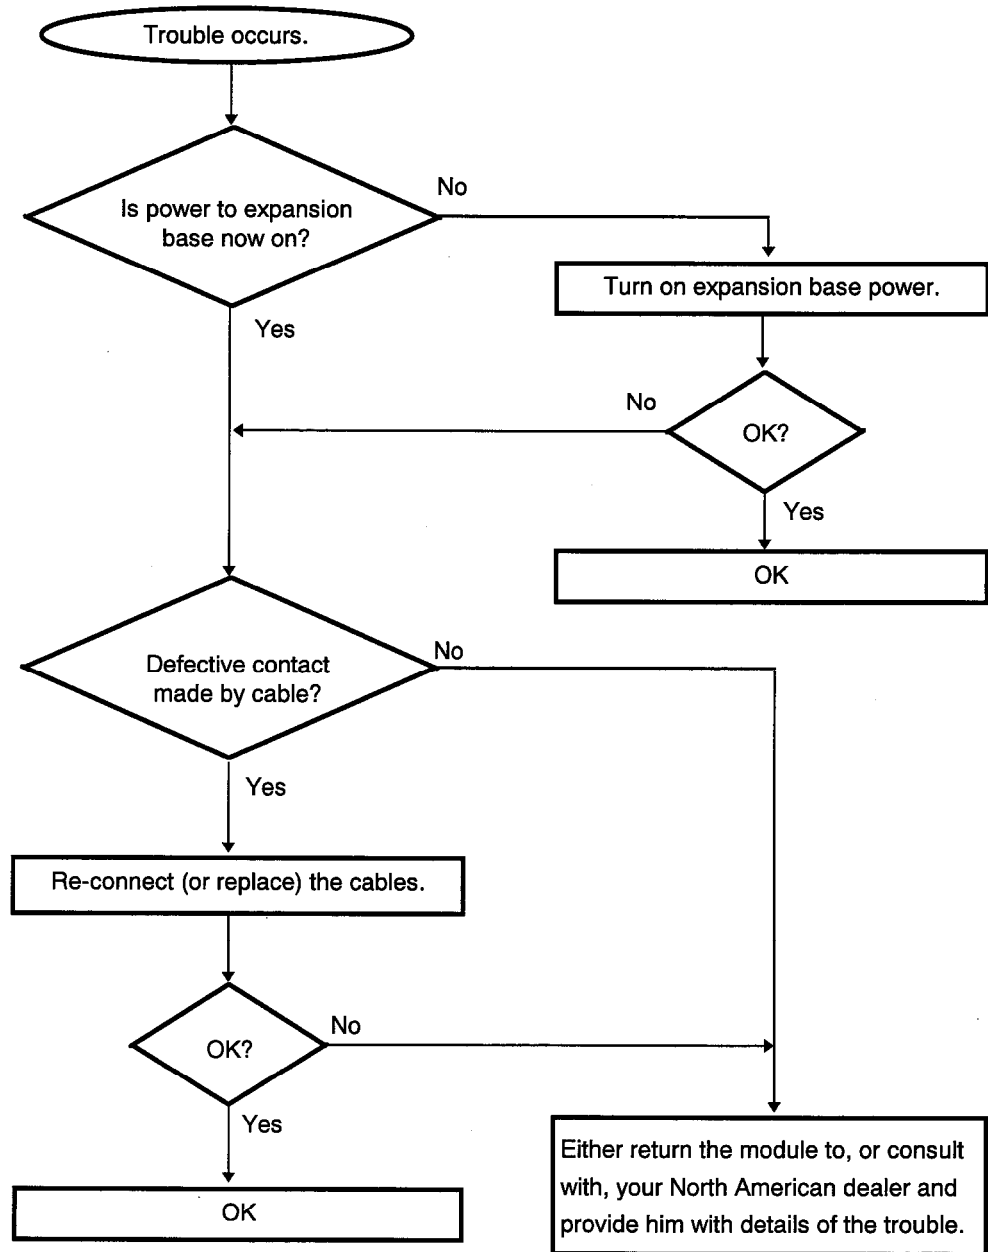 Trouble occurs.
Is power to expansion
base now on?
No
Yes
Turn on expansion base power.
OK?
No
Yes
OK
Defective contact
made by cable?
No
Yes
Re-connect (or replace) the cables.
OK?
No
Yes
OK
Either return the module to, or consult
with, your North American dealer and
provide him with details of the trouble.